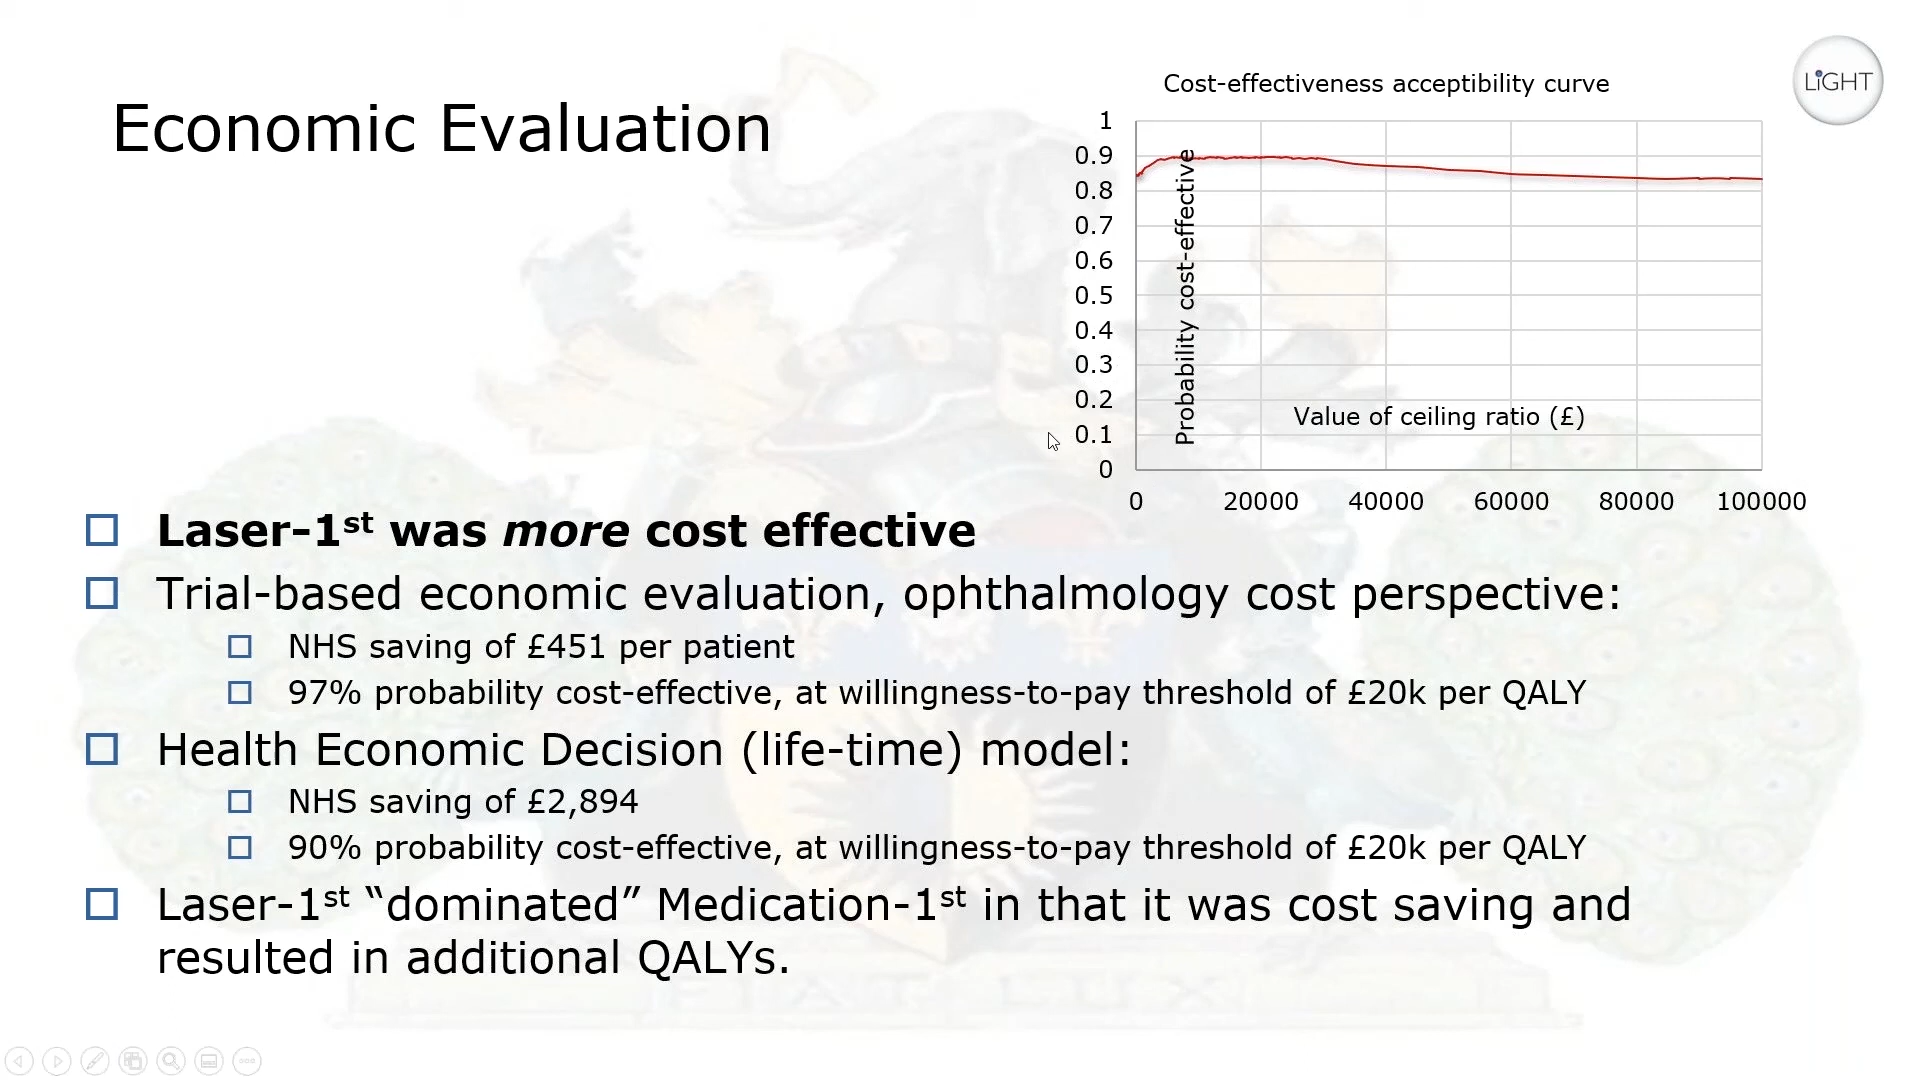 Economic Evaluation
Cost-effectiveness acceptibility curve
LiGHT
1
0.9
0.8
0.7
0.6
0.5
0.4
0.3
0.2
0.1
0
Probability cost-effective
Value of ceiling ratio (£)
0 20000 40000 60000 80000 100000
Laser-1st was more cost effective
Trial-based economic evaluation, ophthalmology cost perspective:
NHS saving of £451 per patient
97% probability cost-effective, at willingness-to-pay threshold of £20k per QALY
Health Economic Decision (life-time) model:
NHS saving of £2,894
90% probability cost-effective, at willingness-to-pay threshold of £20k per QALY
Laser-1st “dominated” Medication-1st in that it was cost saving and
resulted in additional QALYs.
FIAT LUX